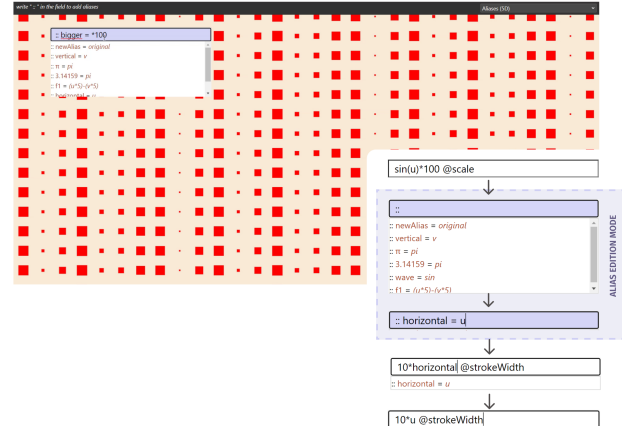 write " :: " in the field to add aliases
Aliases (SD)
:: bigger = *100
:: newAlias = original
:: vertical = v
:: π = pi
:: 3.14159 = pi
:: f1 = (u*5)-(v*5)
:: horizontal = u
sin(u)*100 @scale
::
:: newAlias = original
:: vertical = v
:: π = pi
:: 3.14159 = pi
:: wave = sin
:: f1 = (u*5)-(v*5)
ALIAS EDITION MODE
:: horizontal = u
10*horizontal @strokeWidth
:: horizontal = u
10*u @strokeWidth